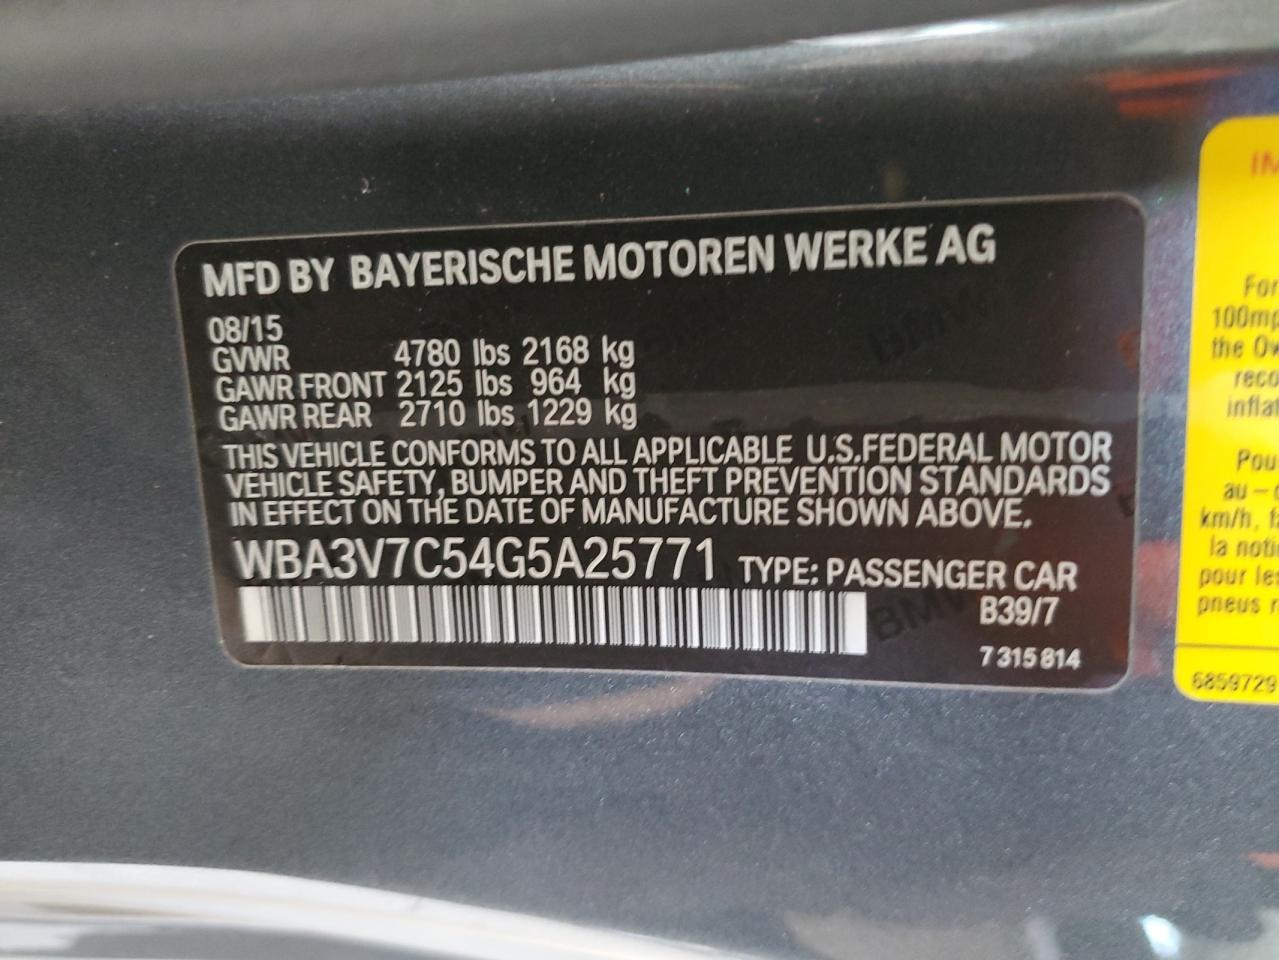 MFD BY BAYERISCHE MOTOREN WERKE AG
08/15
GVWR 4780 lbs 2168 kg
GAWR FRONT 2125 lbs 964 kg
GAWR REAR 2710 lbs 1229 kg
THIS VEHICLE CONFORMS TO ALL APPLICABLE U.S.FEDERAL MOTOR
VEHICLE SAFETY, BUMPER AND THEFT PREVENTION STANDARDS
IN EFFECT ON THE DATE OF MANUFACTURE SHOWN ABOVE.
WBA3V7C54G5A25771 TYPE: PASSENGER CAR
B39/7
7 315 814
For
100mp
the Ow
reco
inflat
Pou
au –
km/h, fa
la noti
pour les
pneus r
6859729